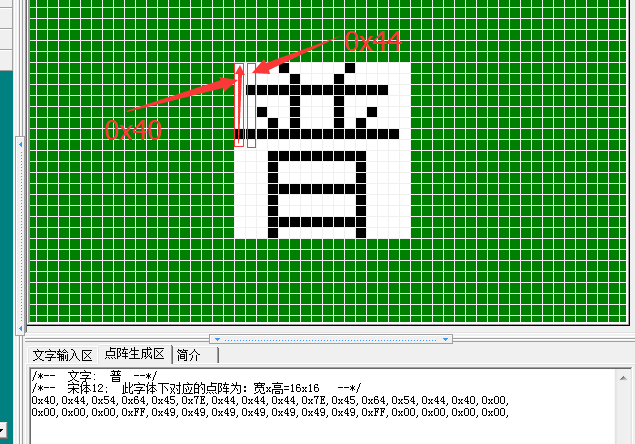 0x44
0x40
普
文字输入区 点阵生成区 简介
/*--  文字:  普  --*/
/*--  宋体12;  此字体下对应的点阵为：宽x高=16x16   --*/
0x40,0x44,0x54,0x64,0x45,0x7E,0x44,0x44,0x44,0x7E,0x45,0x64,0x54,0x44,0x40,0x00,
0x00,0x00,0x00,0xFF,0x49,0x49,0x49,0x49,0x49,0x49,0x49,0xFF,0x00,0x00,0x00,0x00,